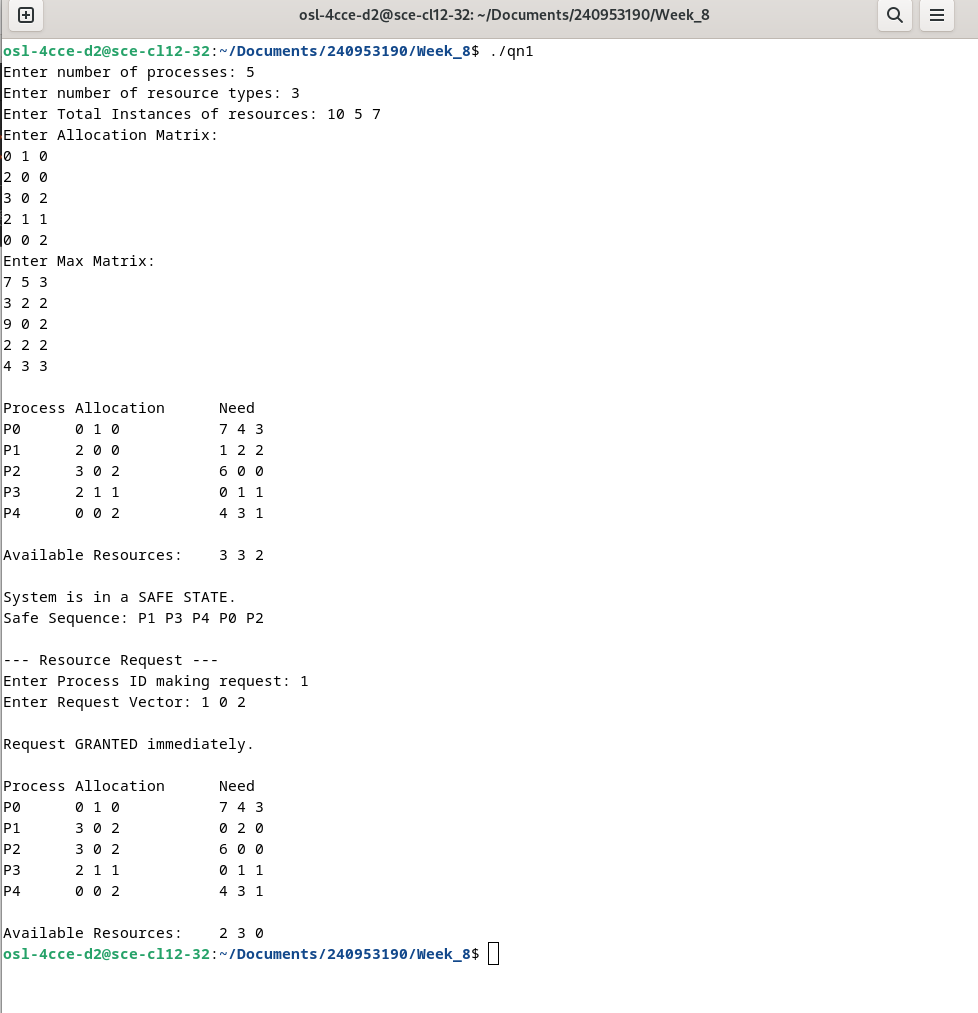 osl-4cce-d2@sce-cl12-32: ~/Documents/240953190/Week_8
osl-4cce-d2@sce-cl12-32:~/Documents/240953190/Week_8$ ./qn1
Enter number of processes: 5
Enter number of resource types: 3
Enter Total Instances of resources: 10 5 7
Enter Allocation Matrix:
0 1 0
2 0 0
3 0 2
2 1 1
0 0 2
Enter Max Matrix:
7 5 3
3 2 2
9 0 2
2 2 2
4 3 3
Process Allocation      Need
P0      0 1 0           7 4 3
P1      2 0 0           1 2 2
P2      3 0 2           6 0 0
P3      2 1 1           0 1 1
P4      0 0 2           4 3 1
Available Resources:    3 3 2
System is in a SAFE STATE.
Safe Sequence: P1 P3 P4 P0 P2
--- Resource Request ---
Enter Process ID making request: 1
Enter Request Vector: 1 0 2
Request GRANTED immediately.
Process Allocation      Need
P0      0 1 0           7 4 3
P1      3 0 2           0 2 0
P2      3 0 2           6 0 0
P3      2 1 1           0 1 1
P4      0 0 2           4 3 1
Available Resources:    2 3 0
osl-4cce-d2@sce-cl12-32:~/Documents/240953190/Week_8$